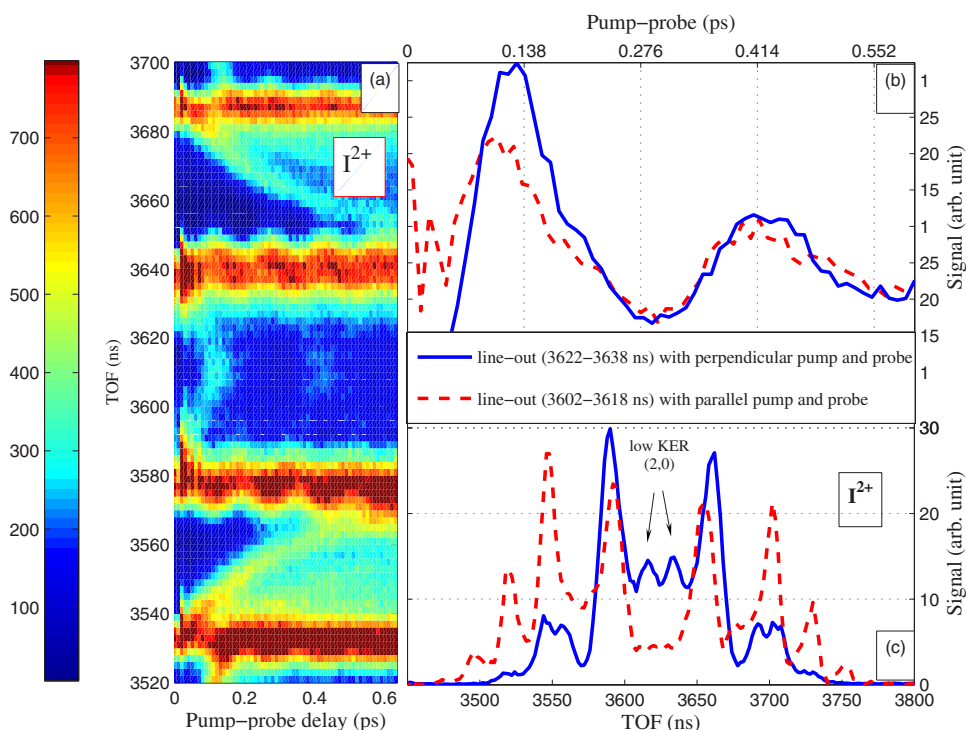 Pump−probe (ps)
0 0.138 0.276 0.414 0.552
(a)
(b)
I2+
3700
3680
3660
3640
3620
3600
3580
3560
3540
3520
TOF (ns)
0 0.2 0.4 0.6
Pump−probe delay (ps)
800
700
600
500
400
300
200
100
1
20
15
1
25
20
Signal (arb. unit)
15
1
line−out (3622−3638 ns) with perpendicular pump and probe
line−out (3602−3618 ns) with parallel pump and probe
low KER
(2,0)
I2+
30
20
10
0
Signal (arb. unit)
(c)
3500 3600 3700 3800
TOF (ns)